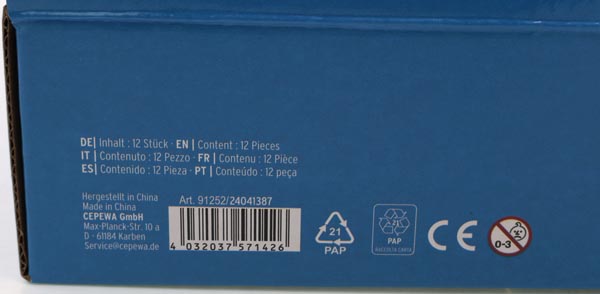 DE| Inhalt : 12 Stück · EN | Content : 12 Pieces
IT | Contenuto : 12 Pezzo · FR | Contenu : 12 Pièce
ES| Contenido : 12 Pieza · PT | Conteúdo : 12 peça
Hergestellt in China
Made in China
CEPEWA GmbH
Max-Planck-Str. 10 a
D - 61184 Karben
Service@cepewa.de
Art. 91252/24041387
4 032037 571426
21
PAP
21
PAP
RACCOLTA CARTA
CE
0-3